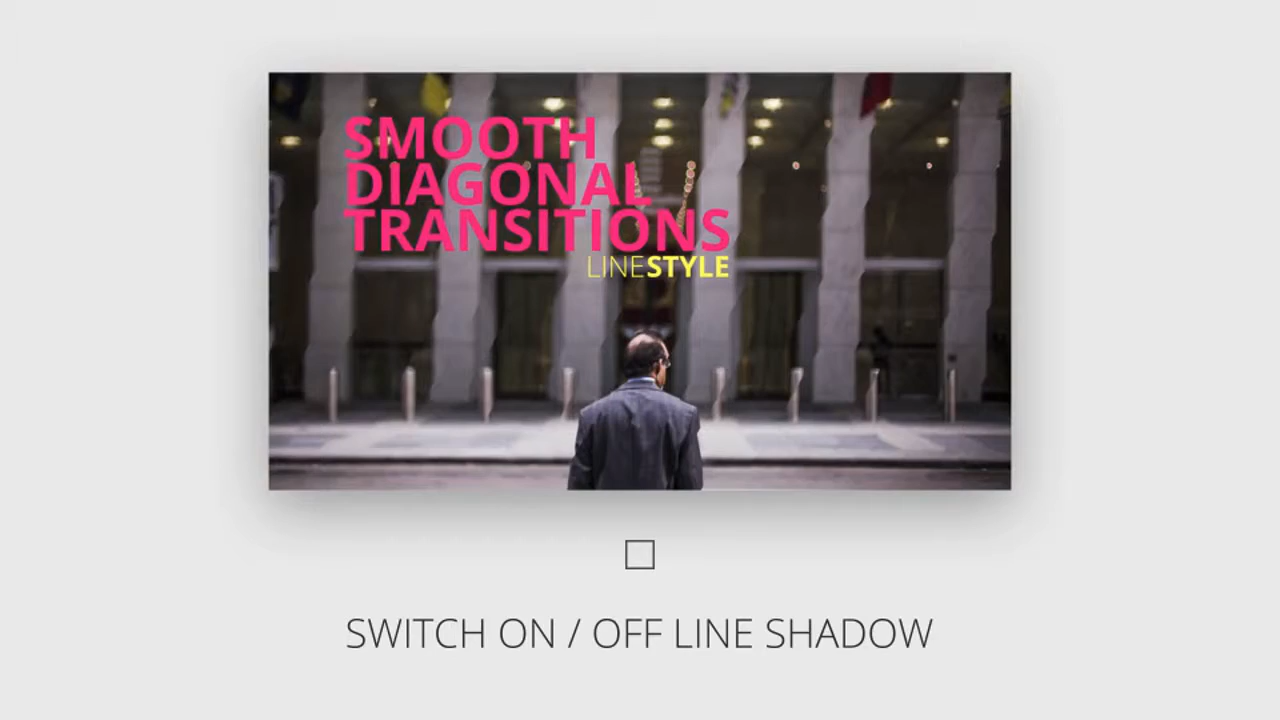 SMOOTH
DIAGONAL
TRANSITIONS
LINESTYLE
SWITCH ON / OFF LINE SHADOW